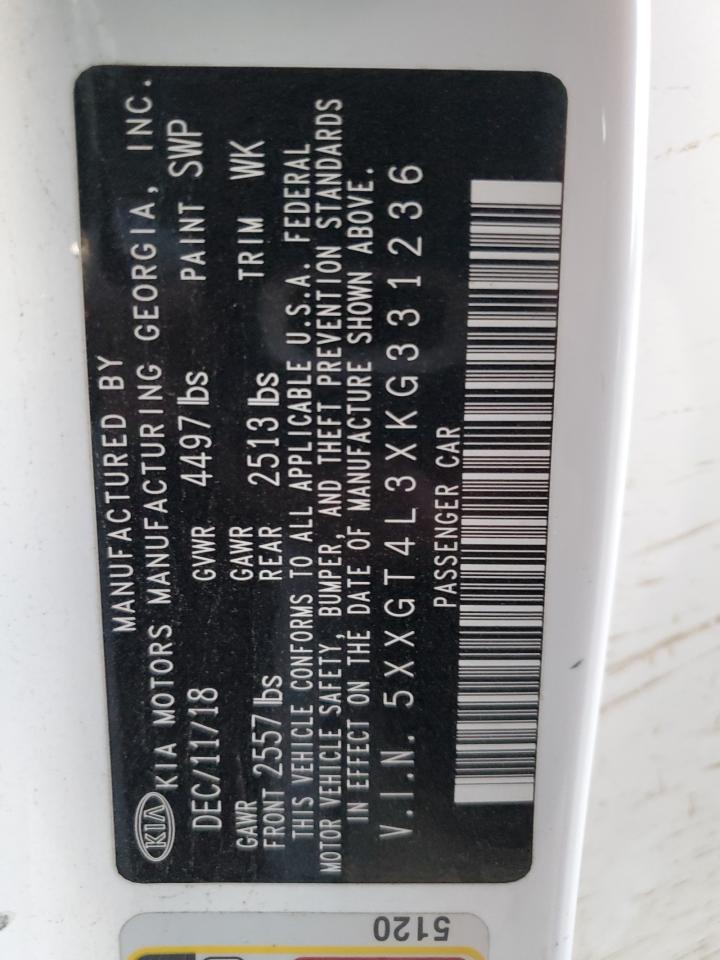 MANUFACTURED BY
KIA KIA MOTORS MANUFACTURING GEORGIA, INC.
DEC/11/18 GVWR 4497 lbs PAINT SWP
GAWR GAWR
FRONT 2557 lbs REAR 2513 lbs TRIM WK
THIS VEHICLE CONFORMS TO ALL APPLICABLE U.S.A. FEDERAL
MOTOR VEHICLE SAFETY, BUMPER, AND THEFT PREVENTION STANDARDS
IN EFFECT ON THE DATE OF MANUFACTURE SHOWN ABOVE.
V.I.N. 5XXGT4L3XKG331236
PASSENGER CAR
5120